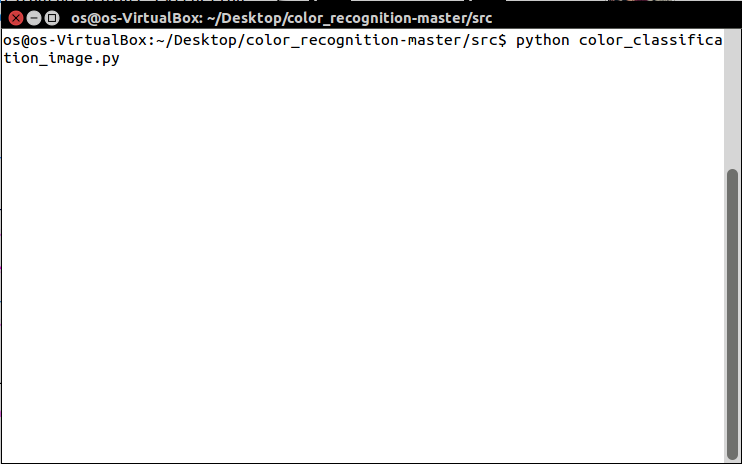 os@os-VirtualBox: ~/Desktop/color_recognition-master/src
os@os-VirtualBox:~/Desktop/color_recognition-master/src$ python color_classifica
tion_image.py